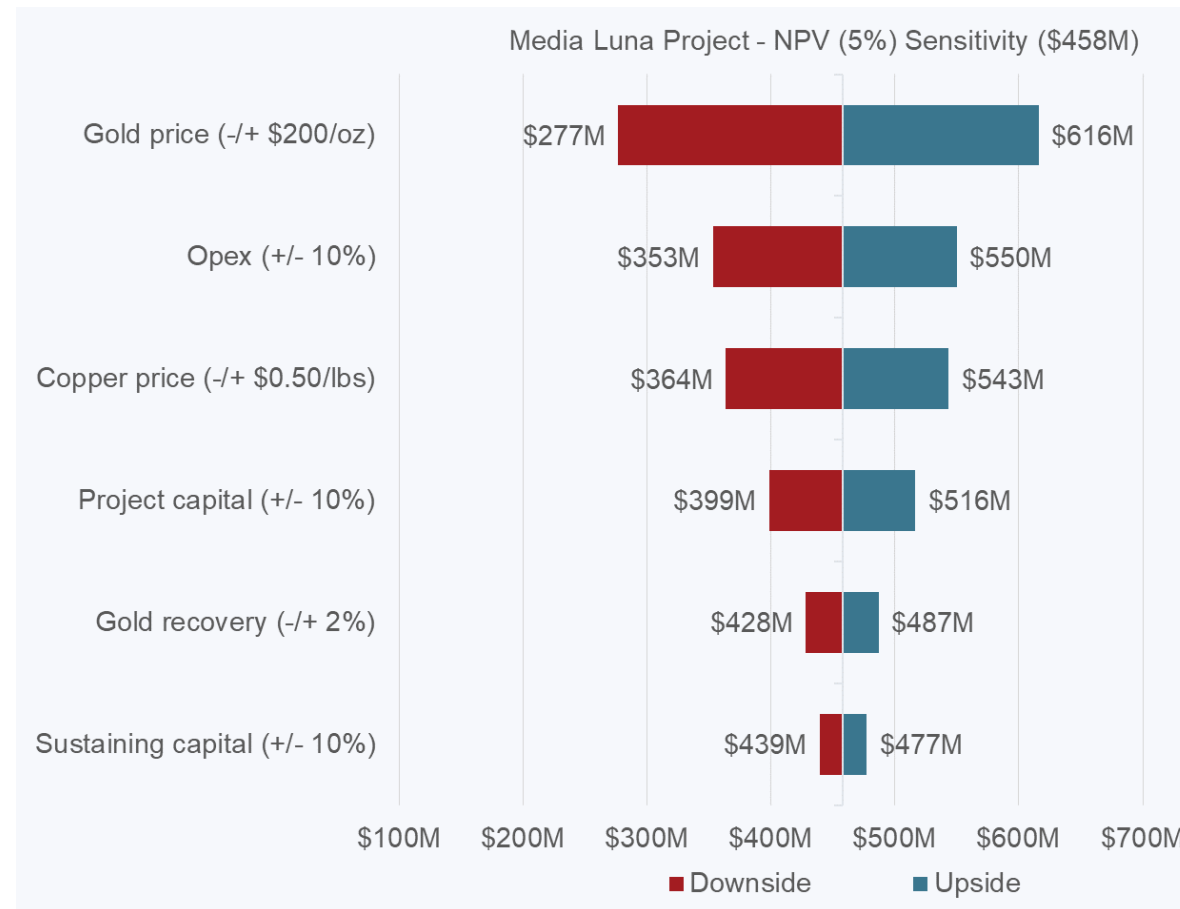 Media Luna Project - NPV (5%) Sensitivity ($458M)
Gold price (-/+ $200/oz) $277M $616M
Opex (+/- 10%) $353M $550M
Copper price (-/+ $0.50/lbs) $364M $543M
Project capital (+/- 10%) $399M $516M
Gold recovery (-/+ 2%) $428M $487M
Sustaining capital (+/- 10%) $439M $477M
$100M $200M $300M $400M $500M $600M $700M
Downside Upside